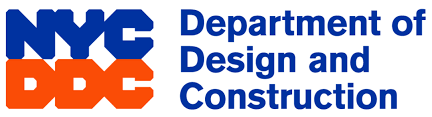 NYC
DDC
Department of
Design and
Construction